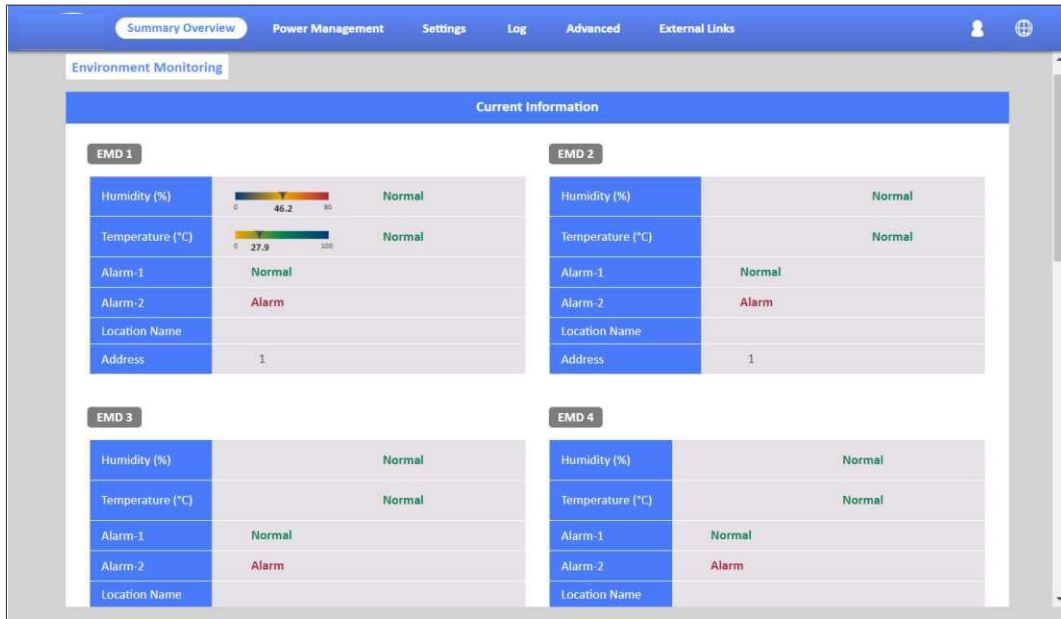 Summary Overview Power Management Settings Log Advanced External Links
Environment Monitoring
Current Information
EMD 1
Humidity (%) Normal
0 46.2 80
Temperature (°C) Normal
0 27.9 100
Alarm-1 Normal
Alarm-2 Alarm
Location Name
Address 1
EMD 2
Humidity (%) Normal
Temperature (°C) Normal
Alarm-1 Normal
Alarm-2 Alarm
Location Name
Address 1
EMD 3
Humidity (%) Normal
Temperature (°C) Normal
Alarm-1 Normal
Alarm-2 Alarm
Location Name
EMD 4
Humidity (%) Normal
Temperature (°C) Normal
Alarm-1 Normal
Alarm-2 Alarm
Location Name